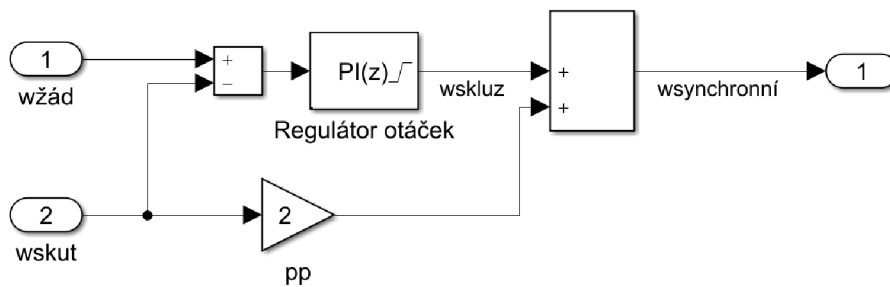 1
wžád
+
−
PI(z)
Regulátor otáček
wskluz
+
+
wsynchronní
1
2
wskut
2
pp